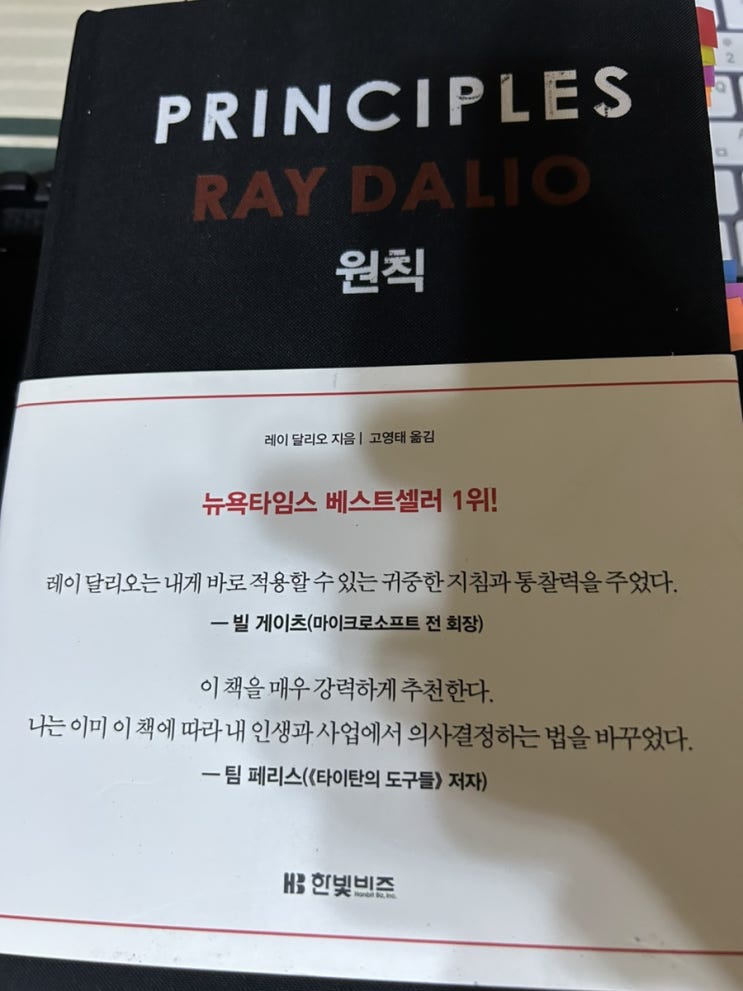 PRINCIPLES
RAY DALIO
원칙
레이 달리오 지음 | 고영태 옮김
뉴욕타임스 베스트셀러 1위!
레이 달리오는 내게 바로 적용할 수 있는 귀중한 지침과 통찰력을 주었다.
— 빌 게이츠(마이크로소프트 전 회장)
이 책을 매우 강력하게 추천한다.
나는 이미 이 책에 따라 내 인생과 사업에서 의사결정하는 법을 바꾸었다.
— 팀 페리스(《타이탄의 도구들》 저자)
HB 한빛비즈
Hanbit Biz, Inc.